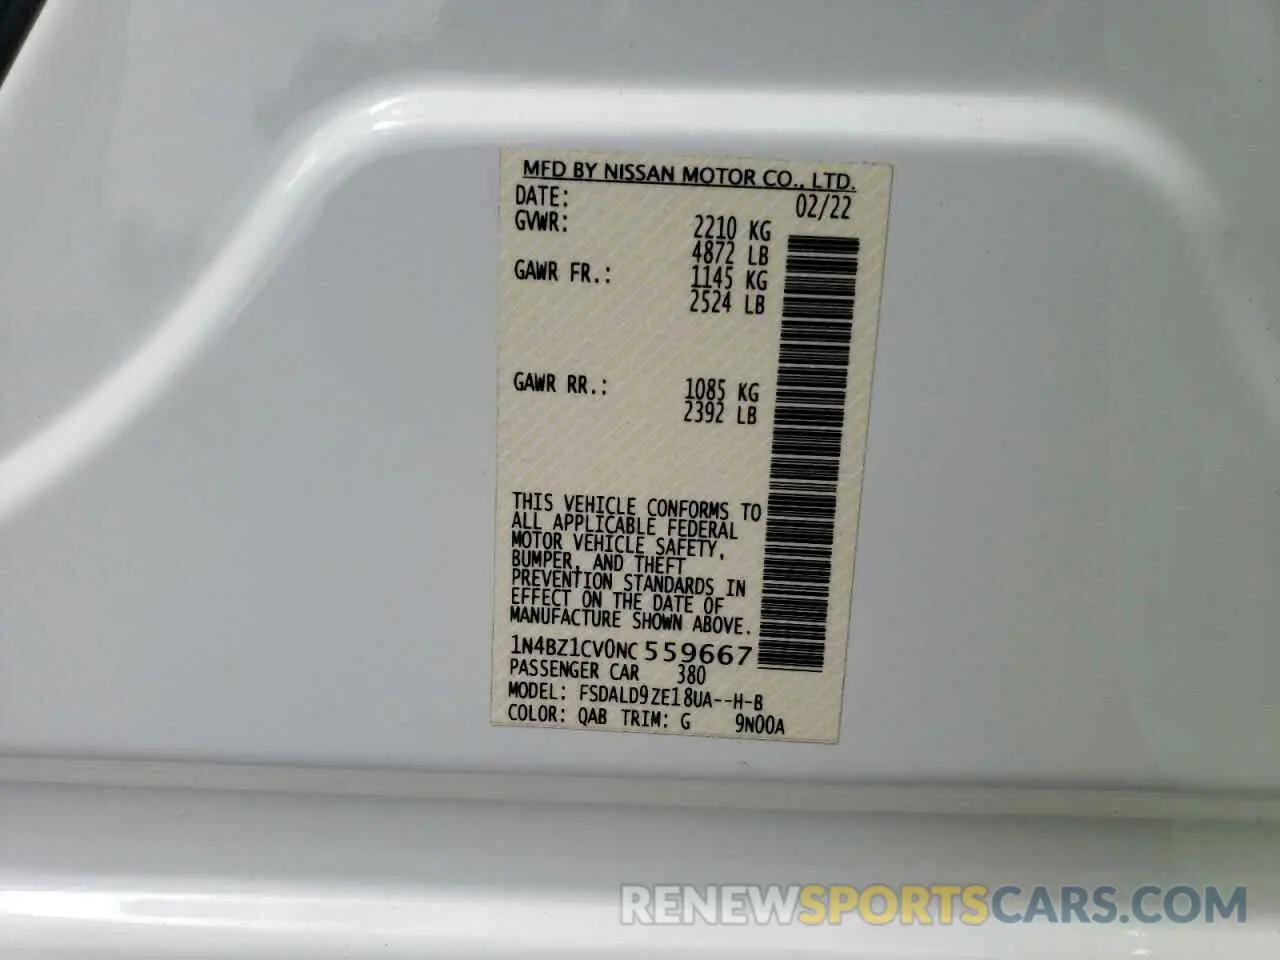 MFD BY NISSAN MOTOR CO., LTD.
DATE: 02/22
GVWR: 2210 KG
4872 LB
GAWR FR.: 1145 KG
2524 LB
GAWR RR.: 1085 KG
2392 LB
THIS VEHICLE CONFORMS TO
ALL APPLICABLE FEDERAL
MOTOR VEHICLE SAFETY,
BUMPER, AND THEFT
PREVENTION STANDARDS IN
EFFECT ON THE DATE OF
MANUFACTURE SHOWN ABOVE.
1N4BZ1CV0NC559667
PASSENGER CAR 380
MODEL: FSDALD9ZE18UA--H-B
COLOR: QAB TRIM: G 9N00A
RENEWSPORTSCARS.COM